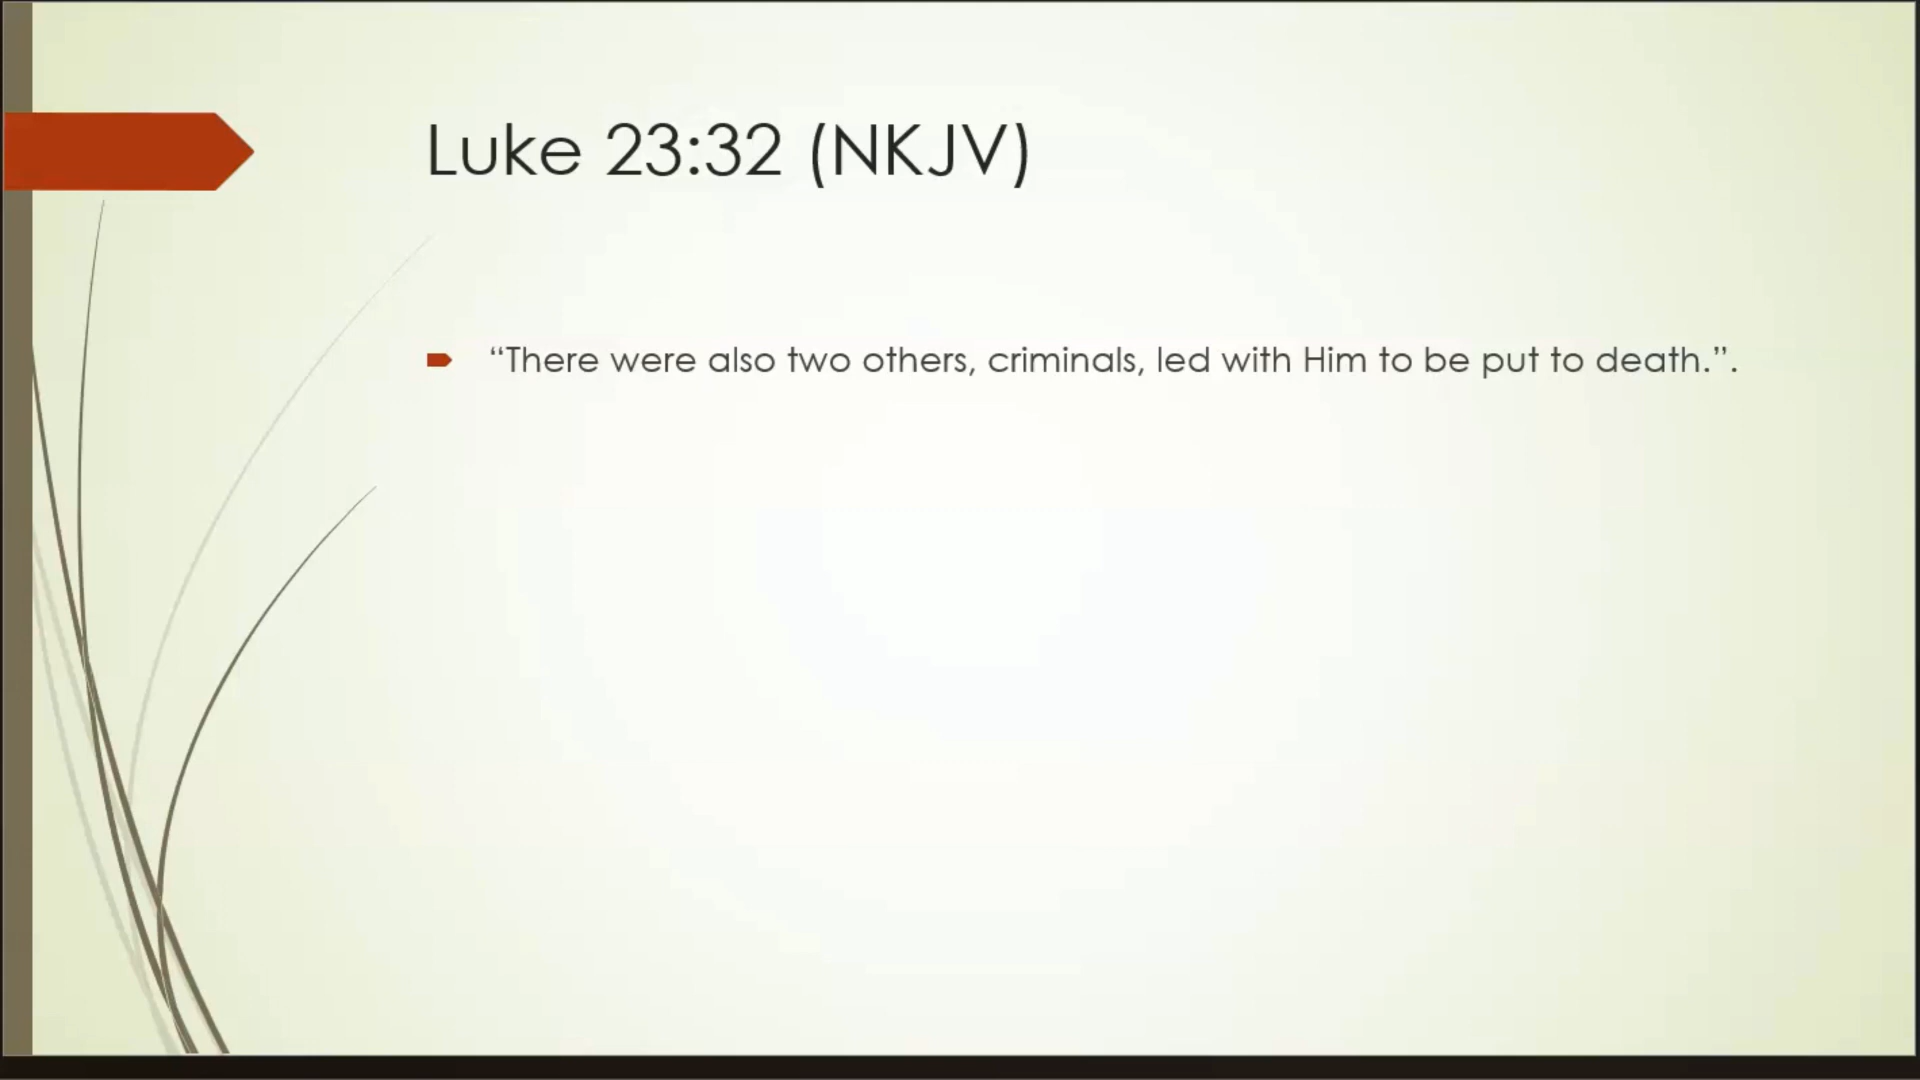 Luke 23:32 (NKJV)
“There were also two others, criminals, led with Him to be put to death.”.